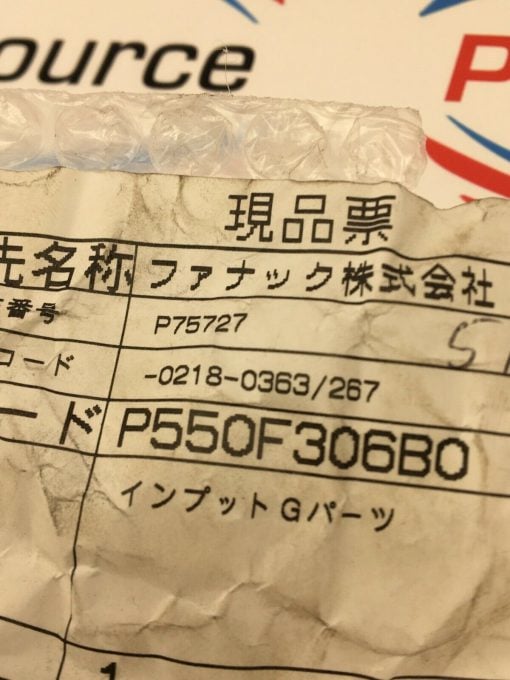 ource
P
現品票
先名称 ファナック株式会社
番号 P75727
コード -0218-0363/267
ード P550F306B0
インプットGパーツ
1